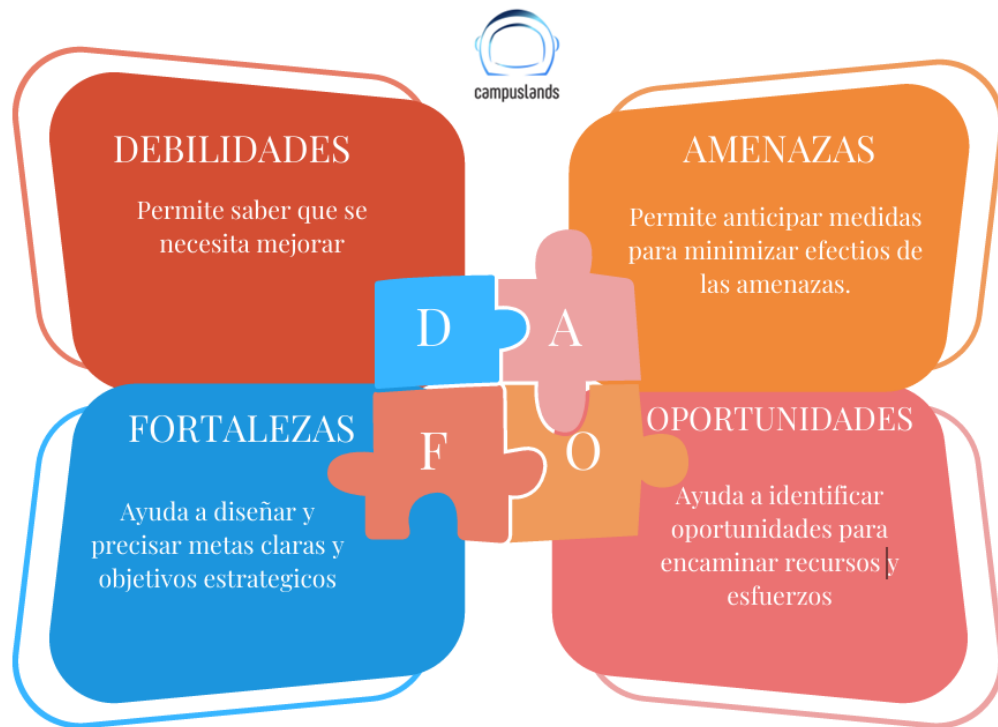 campuslands
DEBILIDADES
Permite saber que se
necesita mejorar
AMENAZAS
Permite anticipar medidas
para minimizar efectios de
las amenazas.
D
A
F
O
FORTALEZAS
Ayuda a diseñar y
precisar metas claras y
objetivos estrategicos
OPORTUNIDADES
Ayuda a identificar
oportunidades para
encaminar recursos y
esfuerzos